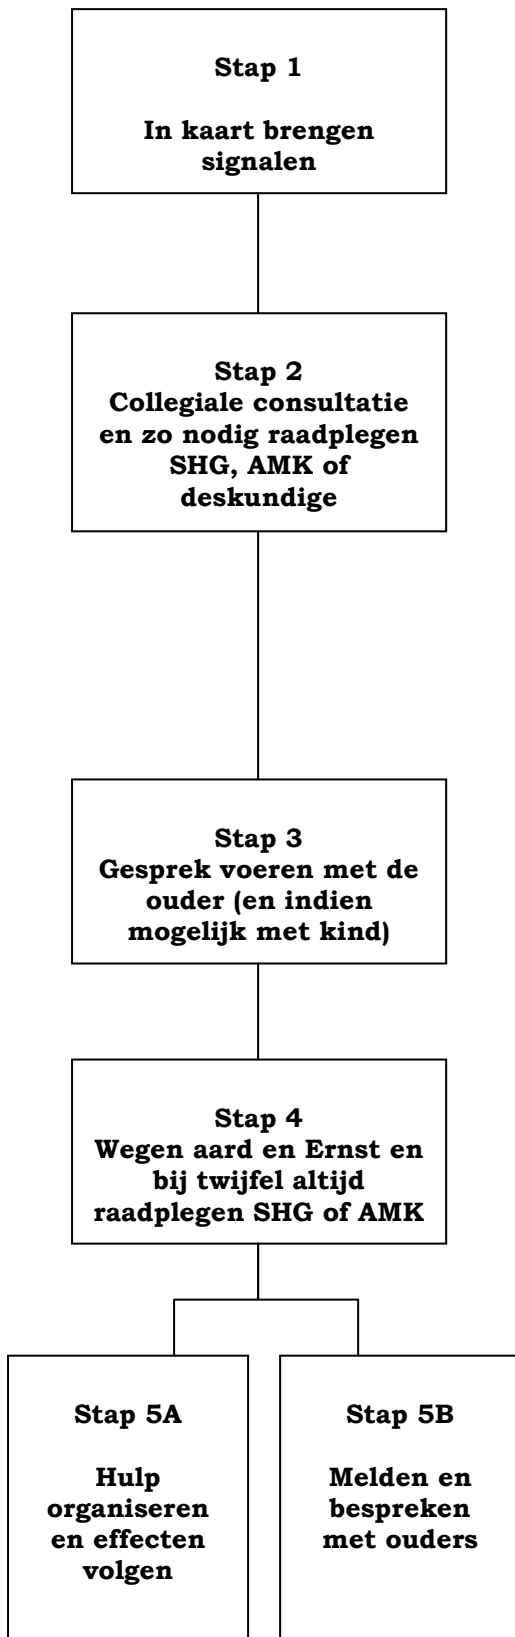 Stap 1
In kaart brengen
signalen
Stap 2
Collegiale consultatie
en zo nodig raadplegen
SHG, AMK of
deskundige
Stap 3
Gesprek voeren met de
ouder (en indien
mogelijk met kind)
Stap 4
Wegen aard en Ernst en
bij twijfel altijd
raadplegen SHG of AMK
Stap 5A
Hulp
organiseren
en effecten
volgen
Stap 5B
Melden en
bespreken
met ouders